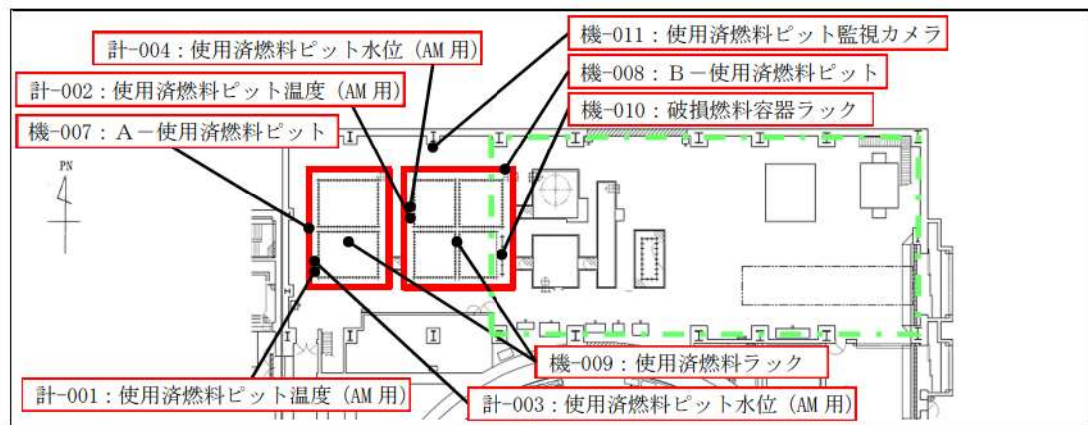 計-004：使用済燃料ピット水位（AM 用）
機-011：使用済燃料ピット監視カメラ
計-002：使用済燃料ピット温度（AM 用）
機-008：Ｂ－使用済燃料ピット
機-007：Ａ－使用済燃料ピット
機-010：破損燃料容器ラック
PN
機-009：使用済燃料ラック
計-001：使用済燃料ピット温度（AM 用）
計-003：使用済燃料ピット水位（AM 用）